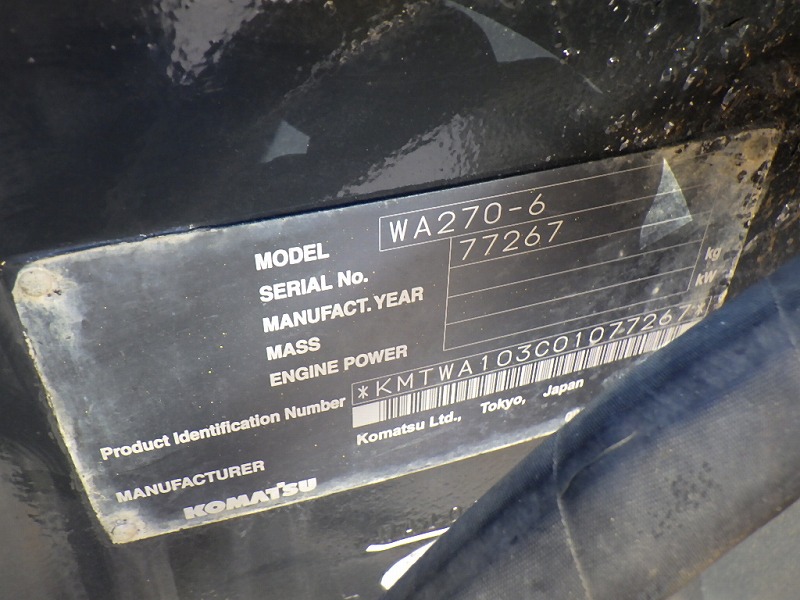 MODEL WA270-6
SERIAL No. 77267
MANUFACT. YEAR
MASS kg
ENGINE POWER kW
Product Identification Number *KMTWA103C01077267*
MANUFACTURER Komatsu Ltd., Tokyo, Japan
KOMATSU